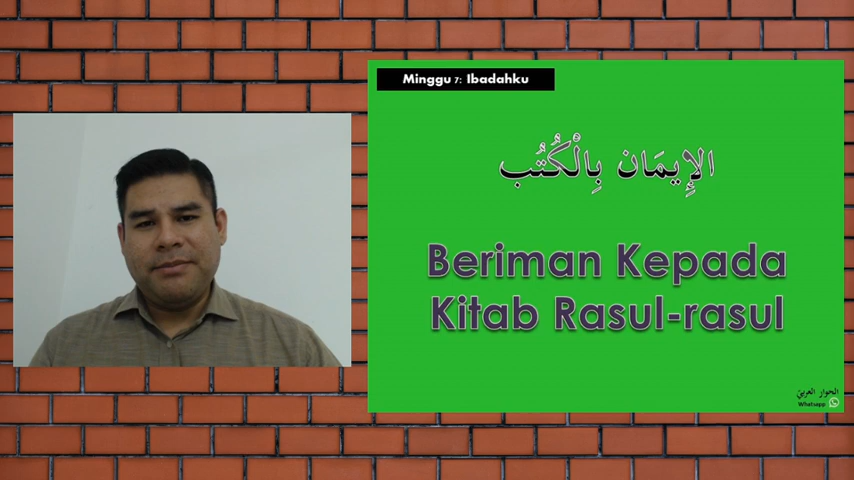 Minggu 7: Ibadahku
الإِيمَان بِالْكُتُب
Beriman Kepada
Kitab Rasul-rasul
الحوار العربيّ
Whatsapp